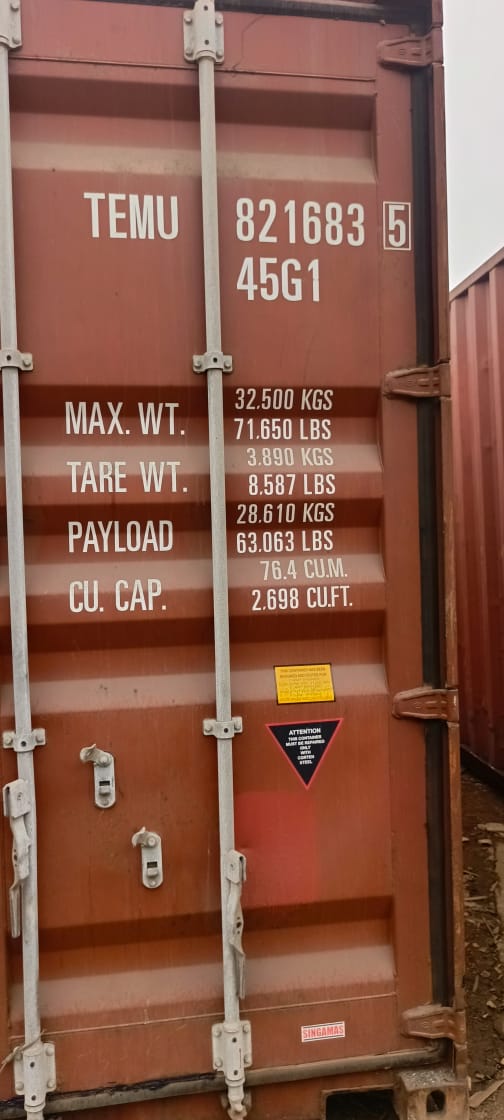 TEMU 821683 5
45G1
MAX. WT. 32.500 KGS
71.650 LBS
TARE WT. 3.890 KGS
8.587 LBS
PAYLOAD 28.610 KGS
63.063 LBS
CU. CAP. 76.4 CU.M.
2.698 CU.FT.
ATTENTION
THIS CONTAINER
MUST BE REPAIRED
ONLY
WITH
CORTEN
STEEL
SINGAMAS